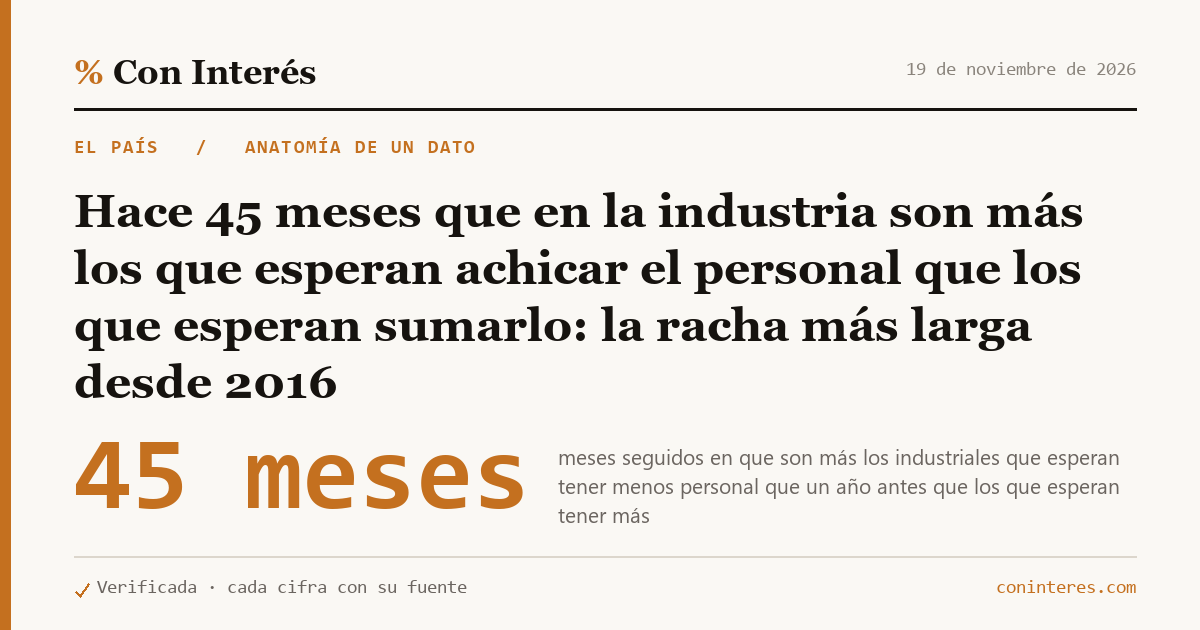 % Con Interés
19 de noviembre de 2026
EL PAÍS / ANATOMÍA DE UN DATO
Hace 45 meses que en la industria son más
los que esperan achicar el personal que los
que esperan sumarlo: la racha más larga
desde 2016
45 meses
meses seguidos en que son más los industriales que esperan
tener menos personal que un año antes que los que esperan
tener más
✓ Verificada · cada cifra con su fuente
coninteres.com